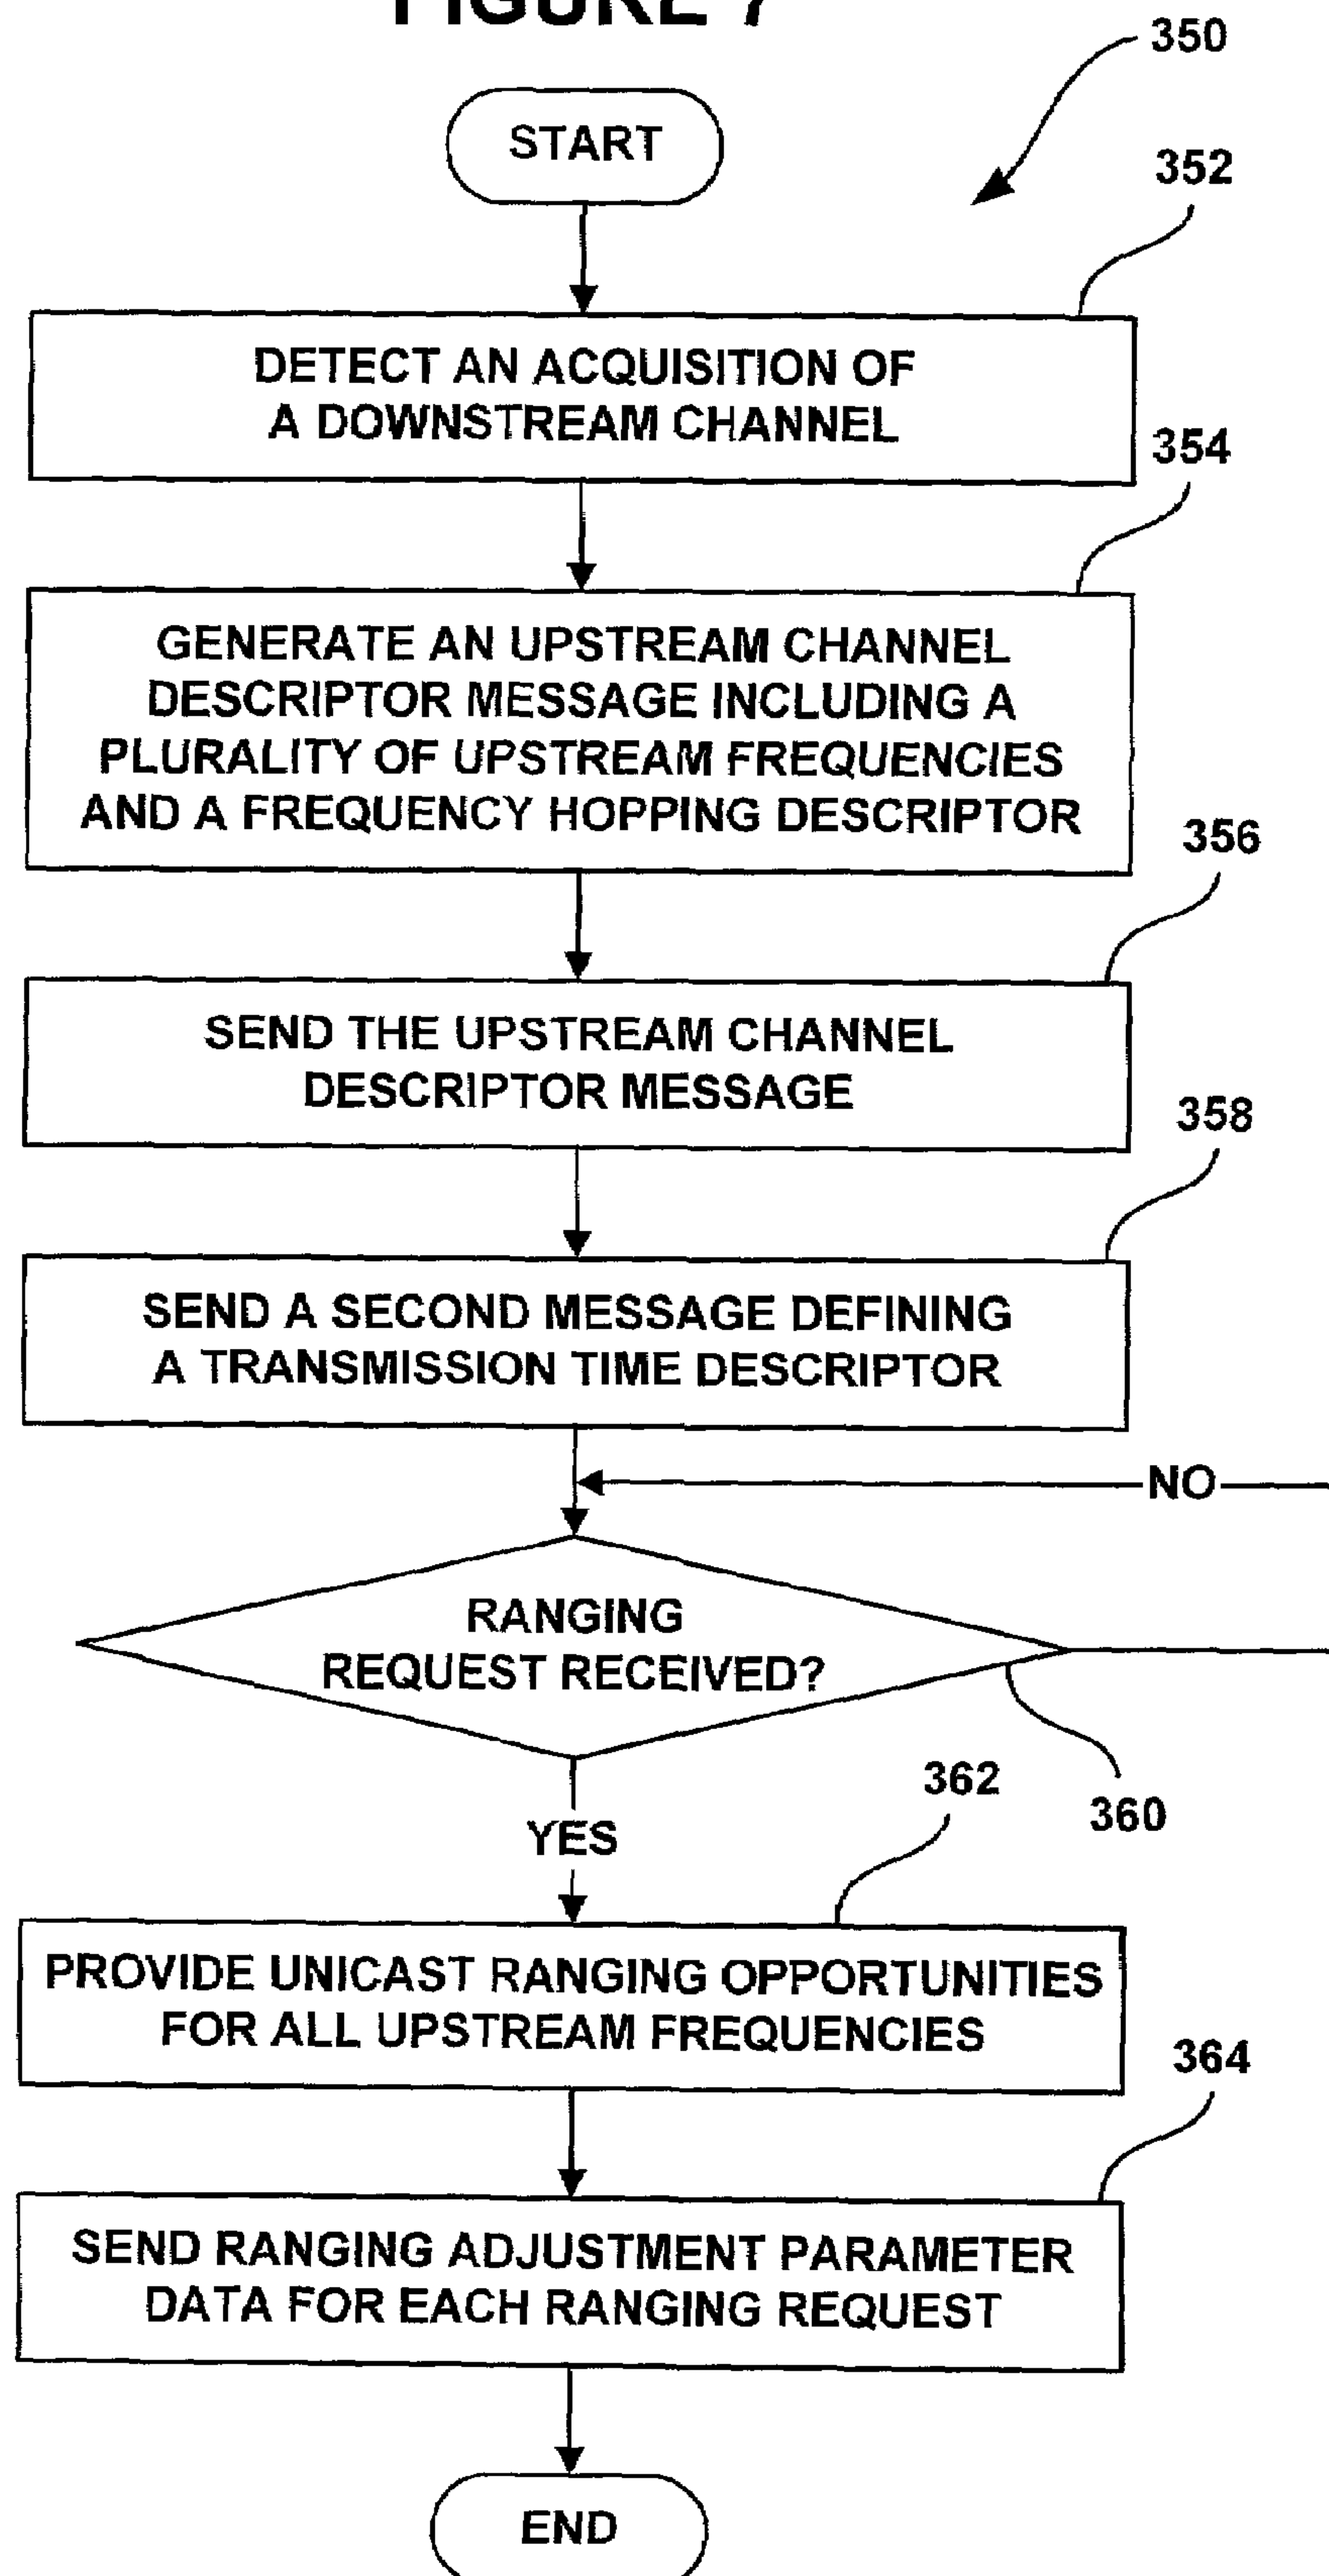 FIGURE 7
350
START
352
DETECT AN ACQUISITION OF
A DOWNSTREAM CHANNEL
354
GENERATE AN UPSTREAM CHANNEL
DESCRIPTOR MESSAGE INCLUDING A
PLURALITY OF UPSTREAM FREQUENCIES
AND A FREQUENCY HOPPING DESCRIPTOR
356
SEND THE UPSTREAM CHANNEL
DESCRIPTOR MESSAGE
358
SEND A SECOND MESSAGE DEFINING
A TRANSMISSION TIME DESCRIPTOR
NO
RANGING
REQUEST RECEIVED?
360
YES
362
PROVIDE UNICAST RANGING OPPORTUNITIES
FOR ALL UPSTREAM FREQUENCIES
364
SEND RANGING ADJUSTMENT PARAMETER
DATA FOR EACH RANGING REQUEST
END